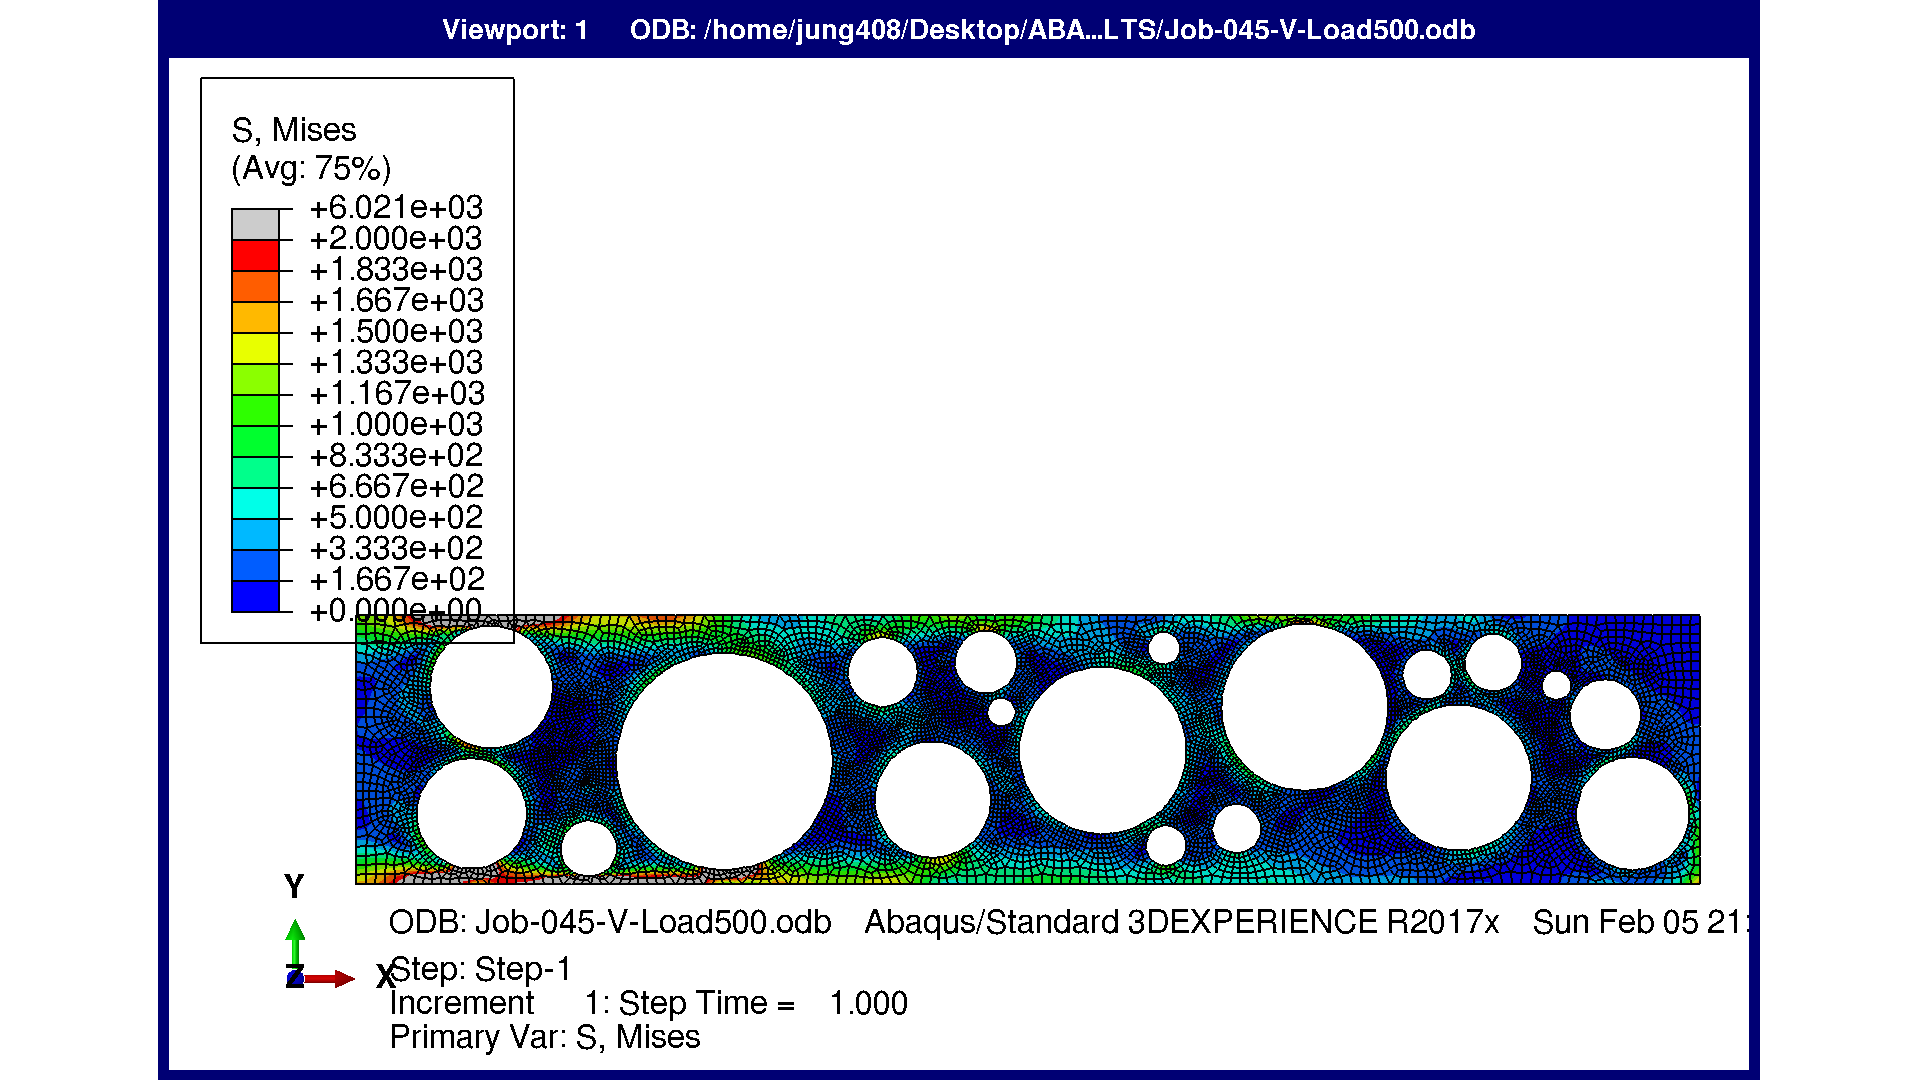 Viewport: 1 ODB: /home/jung408/Desktop/ABA...LTS/Job-045-V-Load500.odb
S, Mises
(Avg: 75%)
+6.021e+03
+2.000e+03
+1.833e+03
+1.667e+03
+1.500e+03
+1.333e+03
+1.167e+03
+1.000e+03
+8.333e+02
+6.667e+02
+5.000e+02
+3.333e+02
+1.667e+02
+0.000e+00
Y
Z
X
ODB: Job-045-V-Load500.odb Abaqus/Standard 3DEXPERIENCE R2017x Sun Feb 05 21:
Step: Step-1
Increment 1: Step Time = 1.000
Primary Var: S, Mises